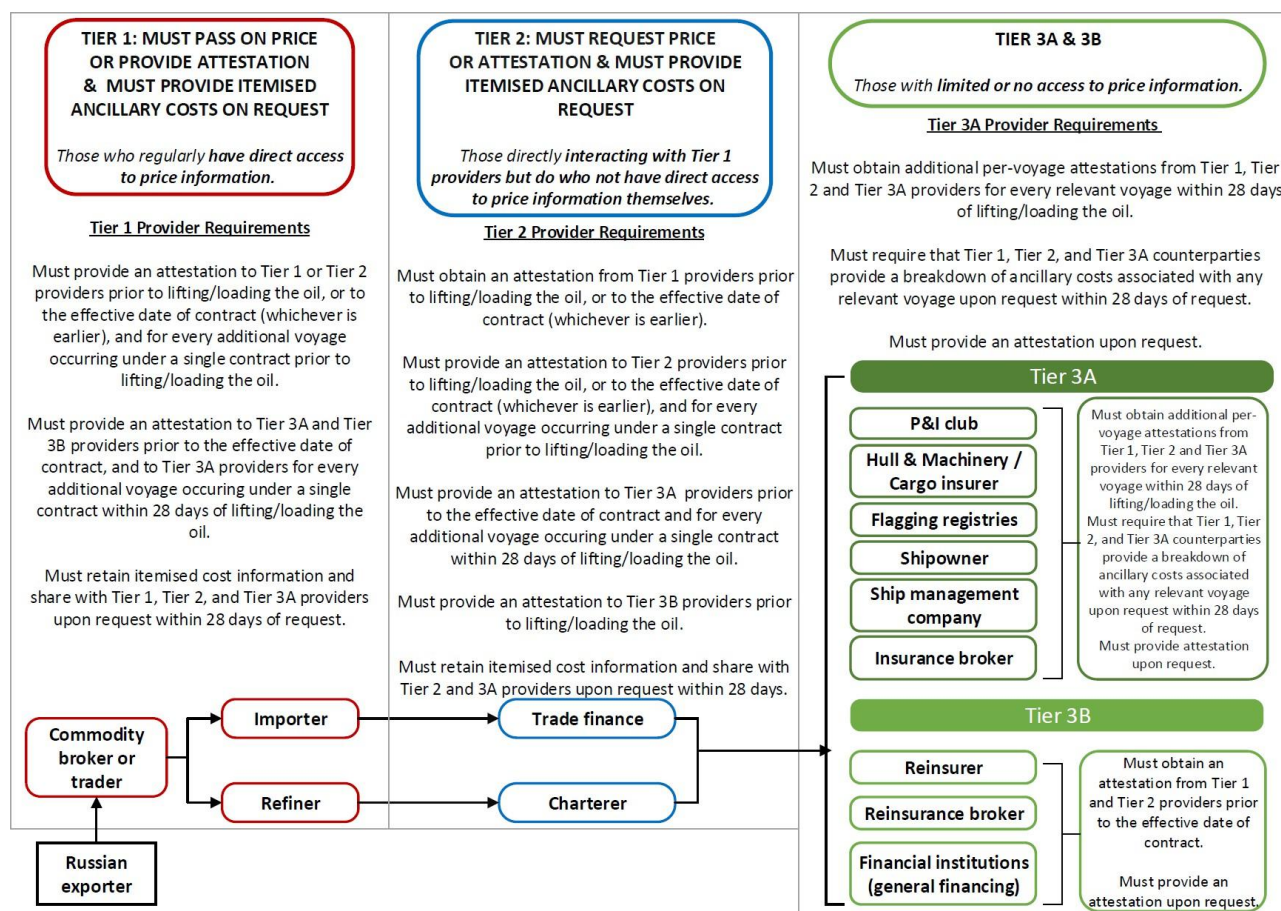 TIER 1: MUST PASS ON PRICE
OR PROVIDE ATTESTATION
& MUST PROVIDE ITEMISED
ANCILLARY COSTS ON REQUEST
Those who regularly have direct access
to price information.
Tier 1 Provider Requirements
Must provide an attestation to Tier 1 or Tier 2
providers prior to lifting/loading the oil, or to
the effective date of contract (whichever is
earlier), and for every additional voyage
occurring under a single contract prior to
lifting/loading the oil.
Must provide an attestation to Tier 3A and Tier
3B providers prior to the effective date of
contract, and to Tier 3A providers for every
additional voyage occuring under a single
contract within 28 days of lifting/loading the
oil.
Must retain itemised cost information and
share with Tier 1, Tier 2, and Tier 3A providers
upon request within 28 days of request.
TIER 2: MUST REQUEST PRICE
OR ATTESTATION & MUST PROVIDE
ITEMISED ANCILLARY COSTS ON
REQUEST
Those directly interacting with Tier 1
providers but do who not have direct access
to price information themselves.
Tier 2 Provider Requirements
Must obtain an attestation from Tier 1 providers prior
to lifting/loading the oil, or to the effective date of
contract (whichever is earlier).
Must provide an attestation to Tier 2 providers prior
to lifting/loading the oil, or to the effective date of
contract (whichever is earlier), and for every
additional voyage occurring under a single contract
prior to lifting/loading the oil.
Must provide an attestation to Tier 3A providers prior
to the effective date of contract and for every
additional voyage occuring under a single contract
within 28 days of lifting/loading the oil.
Must provide an attestation to Tier 3B providers prior
to lifting/loading the oil.
Must retain itemised cost information and share with
Tier 2 and 3A providers upon request within 28 days.
TIER 3A & 3B
Those with limited or no access to price information.
Tier 3A Provider Requirements
Must obtain additional per-voyage attestations from Tier 1, Tier
2 and Tier 3A providers for every relevant voyage within 28 days
of lifting/loading the oil.
Must require that Tier 1, Tier 2, and Tier 3A counterparties
provide a breakdown of ancillary costs associated with any
relevant voyage upon request within 28 days of request.
Must provide an attestation upon request.
Tier 3A
P&I club
Hull & Machinery /
Cargo insurer
Flagging registries
Shipowner
Ship management
company
Insurance broker
Must obtain additional per-
voyage attestations from
Tier 1, Tier 2 and Tier 3A
providers for every relevant
voyage within 28 days of
lifting/loading the oil.
Must require that Tier 1, Tier
2, and Tier 3A counterparties
provide a breakdown of
ancillary costs associated
with any relevant voyage
upon request within 28 days
of request.
Must provide attestation
upon request.
Tier 3B
Reinsurer
Reinsurance broker
Financial institutions
(general financing)
Must obtain an
attestation from Tier 1
and Tier 2 providers prior
to the effective date of
contract.
Must provide an
attestation upon request.
Commodity
broker or
trader
Importer
Refiner
Trade finance
Charterer
Russian
exporter